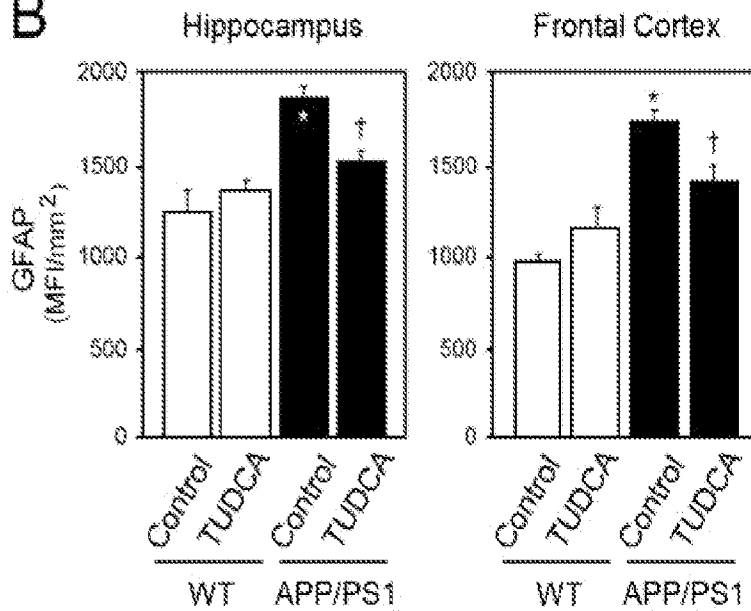 B
Hippocampus Frontal Cortex
GFAP
(MFI/mm²)
2000 2000
* *
† †
1500 1500
1000 1000
500 500
0 0
Control TUDCA Control TUDCA Control TUDCA Control TUDCA
WT APP/PS1 WT APP/PS1